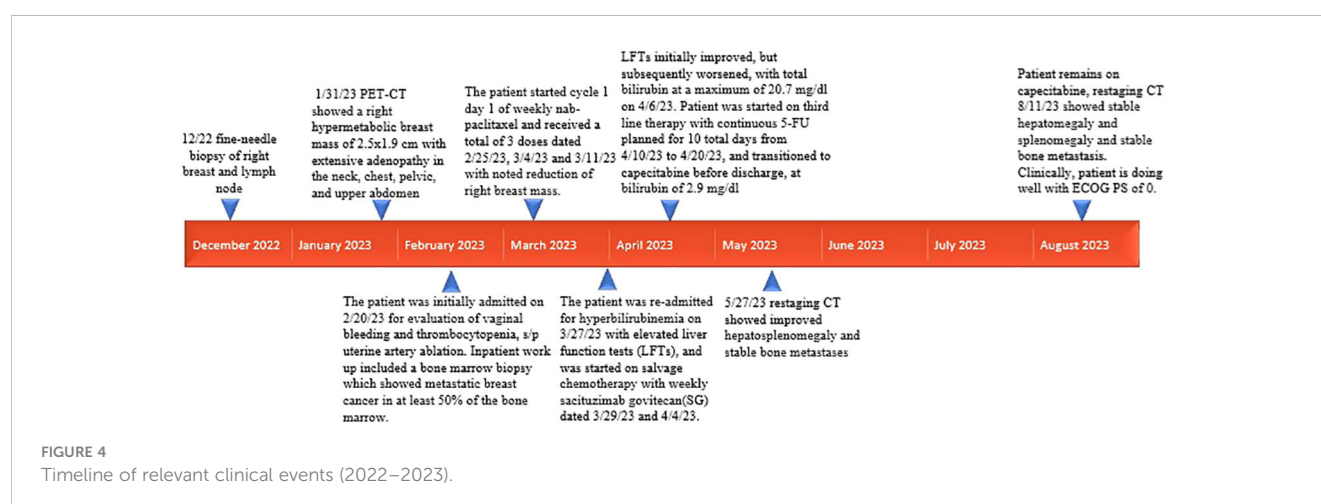 12/22 fine-needle
biopsy of right
breast and lymph
node
1/31/23 PET-CT
showed a right
hypermetabolic breast
mass of 2.5x1.9 cm with
extensive adenopathy in
the neck, chest, pelvic,
and upper abdomen
The patient started cycle 1
day 1 of weekly nab-
paclitaxel and received a
total of 3 doses dated
2/25/23, 3/4/23 and 3/11/23
with noted reduction of
right breast mass.
LFTs initially improved, but
subsequently worsened, with total
bilirubin at a maximum of 20.7 mg/dl
on 4/6/23. Patient was started on third
line therapy with continuous 5-FU
planned for 10 total days from
4/10/23 to 4/20/23, and transitioned to
capecitabine before discharge, at
bilirubin of 2.9 mg/dl
Patient remains on
capecitabine, restaging CT
8/11/23 showed stable
hepatomegaly and
splenomegaly and stable
bone metastasis.
Clinically, patient is doing
well with ECOG PS of 0.
December 2022
January 2023
February 2023
March 2023
April 2023
May 2023
June 2023
July 2023
August 2023
The patient was initially admitted on
2/20/23 for evaluation of vaginal
bleeding and thrombocytopenia, s/p
uterine artery ablation. Inpatient work
up included a bone marrow biopsy
which showed metastatic breast
cancer in at least 50% of the bone
marrow.
The patient was re-admitted
for hyperbilirubinemia on
3/27/23 with elevated liver
function tests (LFTs), and
was started on salvage
chemotherapy with weekly
sacituzimab govitecan(SG)
dated 3/29/23 and 4/4/23.
5/27/23 restaging CT
showed improved
hepatosplenomegaly and
stable bone metastases
FIGURE 4
Timeline of relevant clinical events (2022–2023).